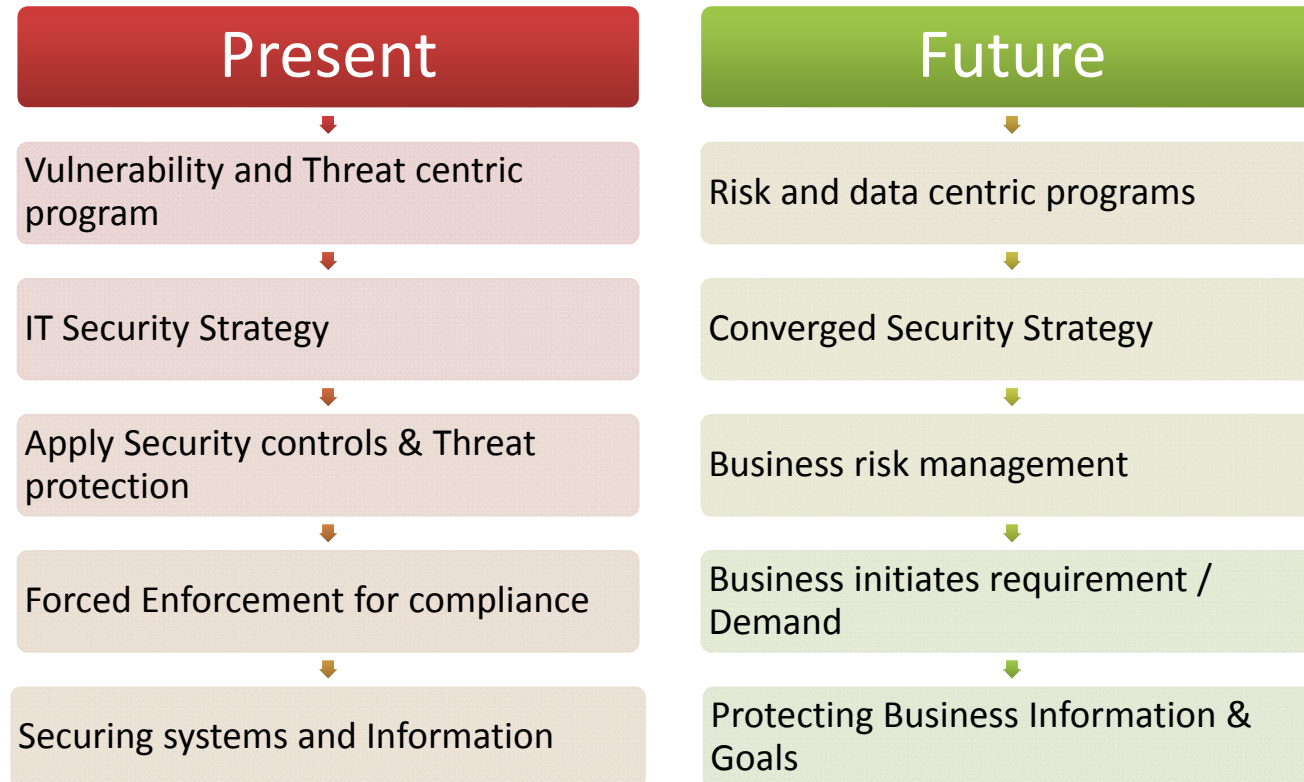 Present
Vulnerability and Threat centric
program
IT Security Strategy
Apply Security controls & Threat
protection
Forced Enforcement for compliance
Securing systems and Information
Future
Risk and data centric programs
Converged Security Strategy
Business risk management
Business initiates requirement /
Demand
Protecting Business Information &
Goals